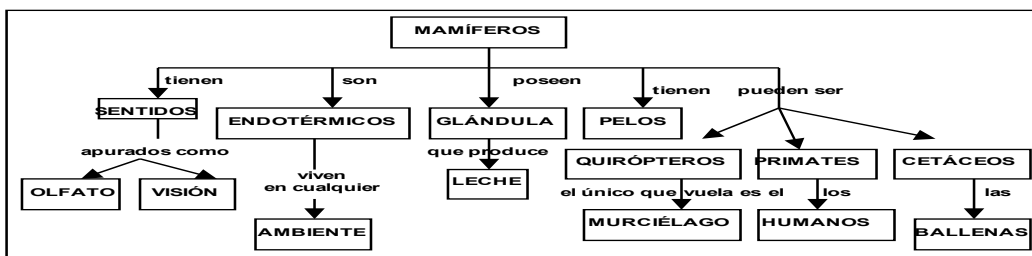 MAMÍFEROS
tienen son poseen tienen pueden ser
SENTIDOS ENDOTÉRMICOS GLÁNDULA PELOS
apurados como que produce QUIRÓPTEROS PRIMATES CETÁCEOS
OLFATO VISIÓN viven
en cualquier LECHE el único que vuela es el los las
AMBIENTE MURCIÉLAGO HUMANOS BALLENAS